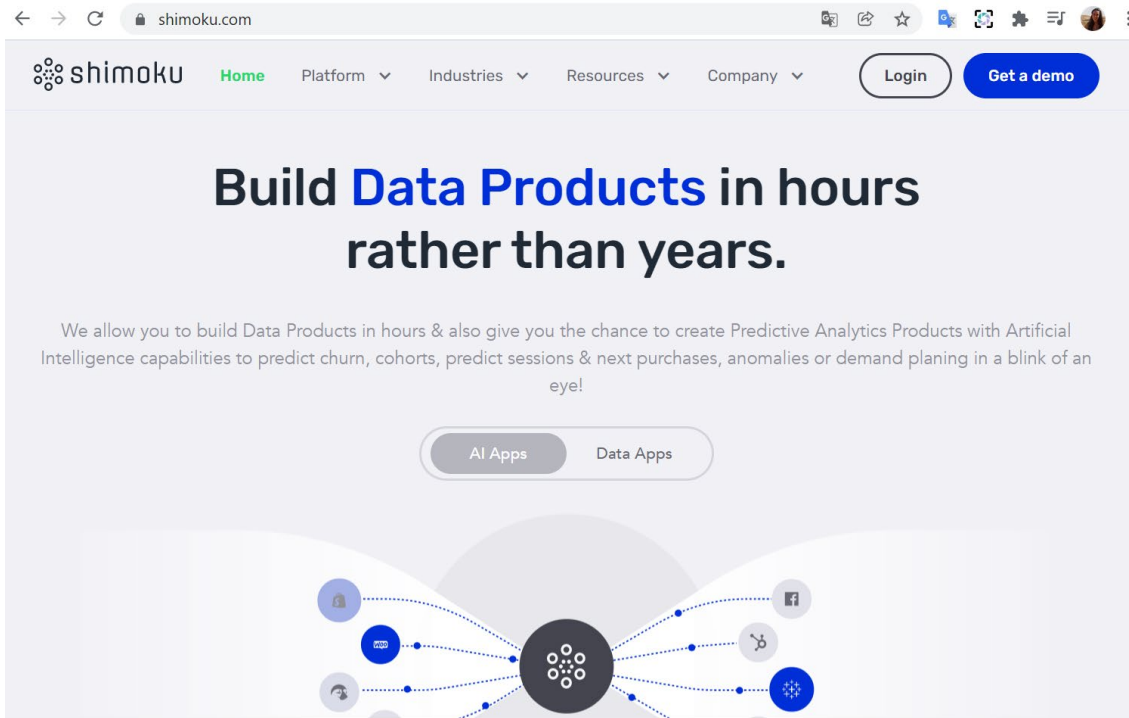 shimoku.com
shimoku Home Platform Industries Resources Company Login Get a demo
Build Data Products in hours
rather than years.
We allow you to build Data Products in hours & also give you the chance to create Predictive Analytics Products with Artificial
Intelligence capabilities to predict churn, cohorts, predict sessions & next purchases, anomalies or demand planing in a blink of an
eye!
AI Apps Data Apps
woo